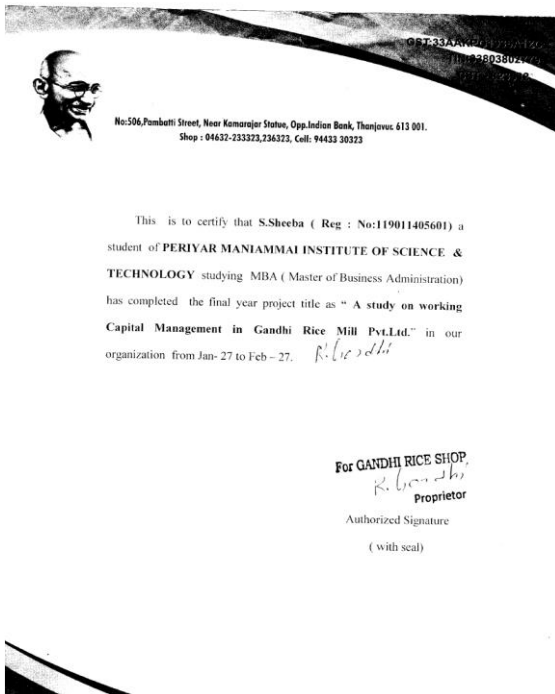 No:506,Pambatti Street, Near Kamarajar Statue, Opp.Indian Bank, Thanjavur. 613 001.
Shop : 04632-233323,236323, Cell: 94433 30323
This is to certify that S.Sheeba ( Reg : No:119011405601) a
student of PERIYAR MANIAMMAI INSTITUTE OF SCIENCE &
TECHNOLOGY studying MBA ( Master of Business Administration)
has completed the final year project title as “ A study on working
Capital Management in Gandhi Rice Mill Pvt.Ltd.” in our
organization from Jan- 27 to Feb – 27. R. Gandhi
For GANDHI RICE SHOP,
R. Gandhi
Proprietor
Authorized Signature
( with seal)